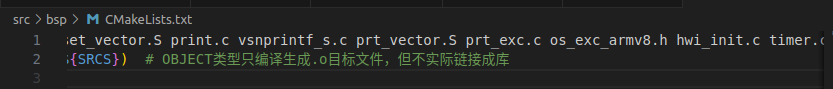 src > bsp > CMakeLists.txt
1 set_vector.S print.c vsnprintf_s.c prt_vector.S prt_exc.c os_exc_armv8.h hwi_init.c timer.c
2 ${SRCS}) # OBJECT类型只编译生成.o目标文件，但不实际链接成库
3